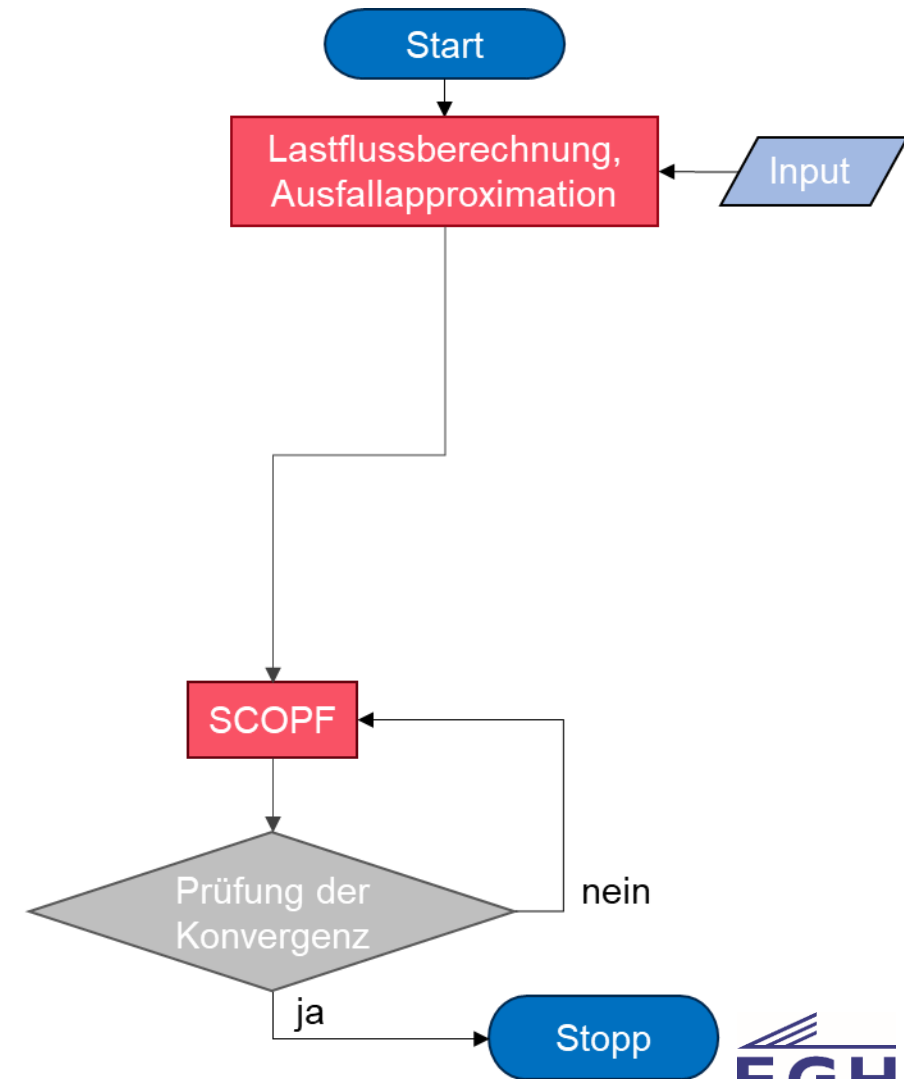 Start
Lastflussberechnung,
Ausfallapproximation
Input
SCOPF
Prüfung der
Konvergenz
nein
ja
Stopp